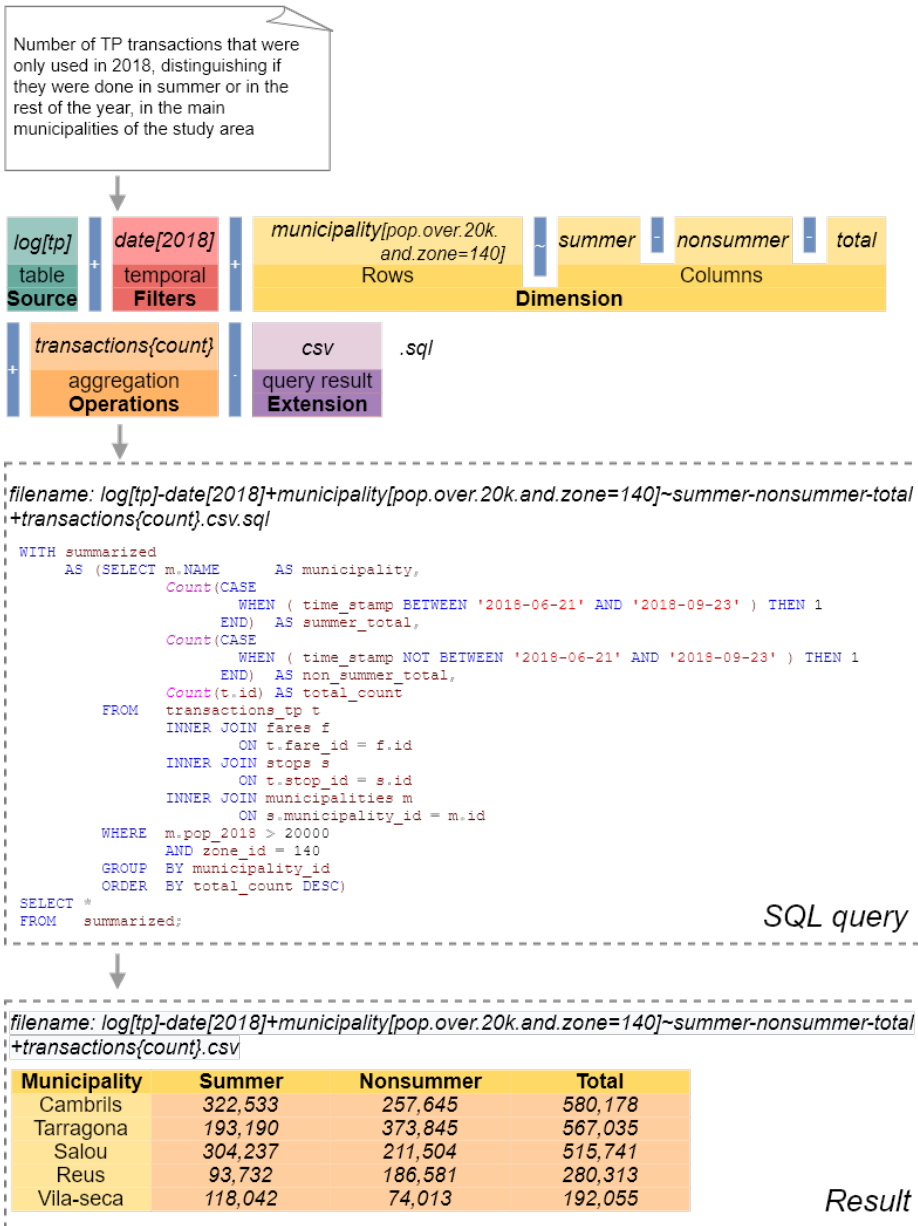 Number of TP transactions that were
only used in 2018, distinguishing if
they were done in summer or in the
rest of the year, in the main
municipalities of the study area
log[tp] + date[2018] + municipality[pop.over.20k. ~ summer - nonsummer - total
and.zone=140]
table temporal Rows Columns
Source Filters Dimension
+ transactions{count} - csv .sql
aggregation query result
Operations Extension
filename: log[tp]-date[2018]+municipality[pop.over.20k.and.zone=140]~summer-nonsummer-total
+transactions{count}.csv.sql
WITH summarized
AS (SELECT m.NAME AS municipality,
Count(CASE
WHEN ( time_stamp BETWEEN '2018-06-21' AND '2018-09-23' ) THEN 1
END) AS summer_total,
Count(CASE
WHEN ( time_stamp NOT BETWEEN '2018-06-21' AND '2018-09-23' ) THEN 1
END) AS non_summer_total,
Count(t.id) AS total_count
FROM transactions_tp t
INNER JOIN fares f
ON t.fare_id = f.id
INNER JOIN stops s
ON t.stop_id = s.id
INNER JOIN municipalities m
ON s.municipality_id = m.id
WHERE m.pop_2018 > 20000
AND zone_id = 140
GROUP BY municipality_id
ORDER BY total_count DESC)
SELECT *
FROM summarized;
SQL query
filename: log[tp]-date[2018]+municipality[pop.over.20k.and.zone=140]~summer-nonsummer-total
+transactions{count}.csv
Municipality Summer Nonsummer Total
Cambrils 322,533 257,645 580,178
Tarragona 193,190 373,845 567,035
Salou 304,237 211,504 515,741
Reus 93,732 186,581 280,313
Vila-seca 118,042 74,013 192,055
Result